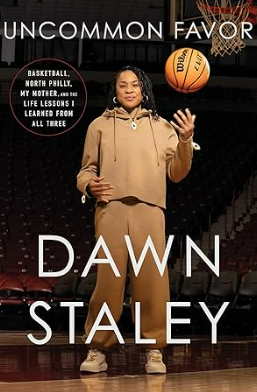 UNCOMMON FAVOR
BASKETBALL,
NORTH PHILLY,
MY MOTHER, AND THE
LIFE LESSONS I
LEARNED FROM
ALL THREE
Wilson
DAWN
STALEY